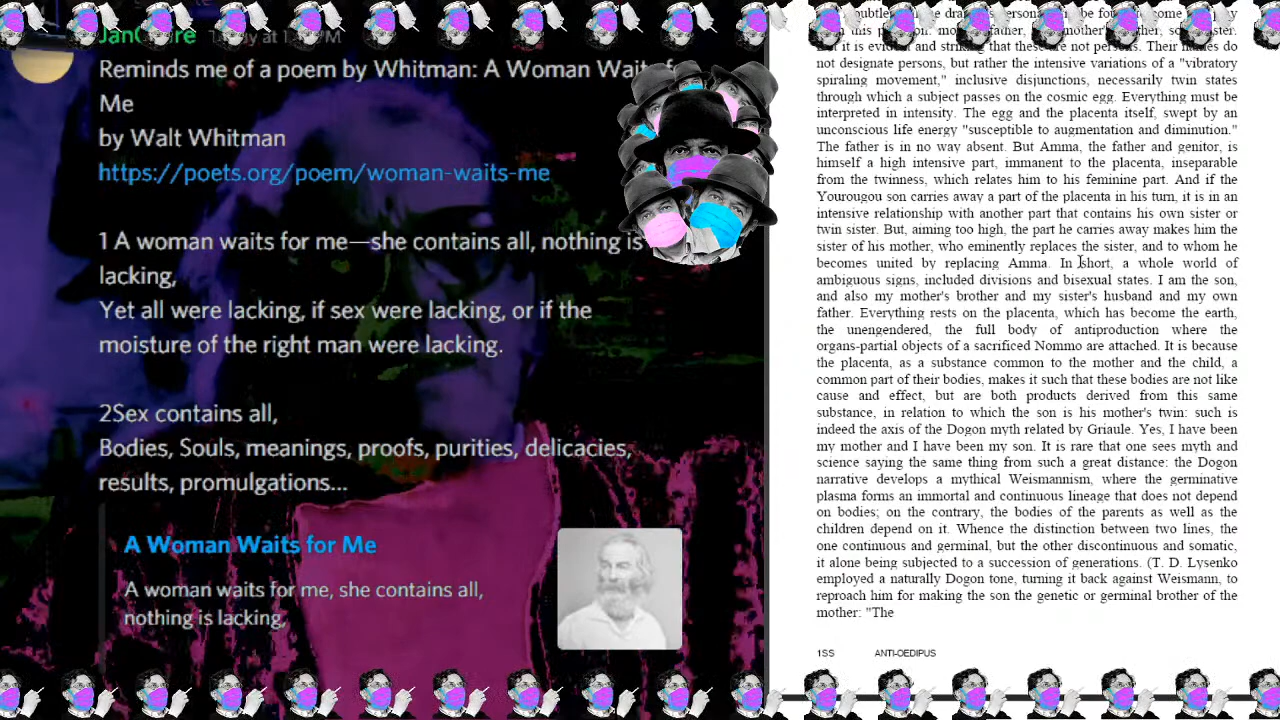 Reminds me of a poem by Whitman: A Woman Waits
Me
by Walt Whitman
https://poets.org/poem/woman-waits-me
1 A woman waits for me—she contains all, nothing is
lacking,
Yet all were lacking, if sex were lacking, or if the
moisture of the right man were lacking.
2Sex contains all,
Bodies, Souls, meanings, proofs, purities, delicacies,
results, promulgations...
A Woman Waits for Me
A woman waits for me, she contains all,
nothing is lacking,
it is evident and striking that these are not persons. Their names do
not designate persons, but rather the intensive variations of a "vibratory
spiraling movement," inclusive disjunctions, necessarily twin states
through which a subject passes on the cosmic egg. Everything must be
interpreted in intensity. The egg and the placenta itself, swept by an
unconscious life energy "susceptible to augmentation and diminution."
The father is in no way absent. But Amma, the father and genitor, is
himself a high intensive part, immanent to the placenta, inseparable
from the twinness, which relates him to his feminine part. And if the
Yourougou son carries away a part of the placenta in his turn, it is in an
intensive relationship with another part that contains his own sister or
twin sister. But, aiming too high, the part he carries away makes him the
sister of his mother, who eminently replaces the sister, and to whom he
becomes united by replacing Amma. In short, a whole world of
ambiguous signs, included divisions and bisexual states. I am the son,
and also my mother's brother and my sister's husband and my own
father. Everything rests on the placenta, which has become the earth,
the unengendered, the full body of antiproduction where the
organs-partial objects of a sacrificed Nommo are attached. It is because
the placenta, as a substance common to the mother and the child, a
common part of their bodies, makes it such that these bodies are not like
cause and effect, but are both products derived from this same
substance, in relation to which the son is his mother's twin: such is
indeed the axis of the Dogon myth related by Griaule. Yes, I have been
my mother and I have been my son. It is rare that one sees myth and
science saying the same thing from such a great distance: the Dogon
narrative develops a mythical Weismannism, where the germinative
plasma forms an immortal and continuous lineage that does not depend
on bodies; on the contrary, the bodies of the parents as well as the
children depend on it. Whence the distinction between two lines, the
one continuous and germinal, but the other discontinuous and somatic,
it alone being subjected to a succession of generations. (T. D. Lysenko
employed a naturally Dogon tone, turning it back against Weismann, to
reproach him for making the son the genetic or germinal brother of the
mother: "The
1SS ANTI-OEDIPUS